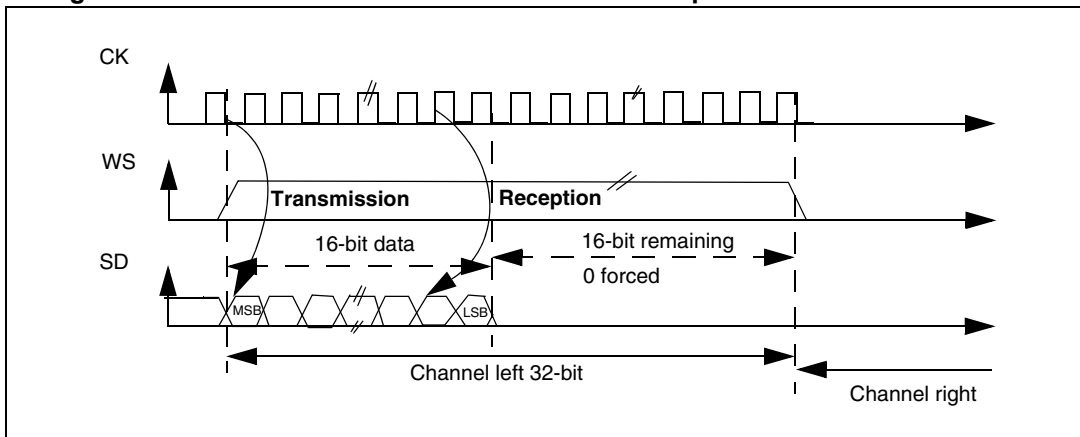 CK
WS
Transmission
Reception
16-bit data
16-bit remaining
SD
0 forced
MSB
LSB
Channel left 32-bit
Channel right